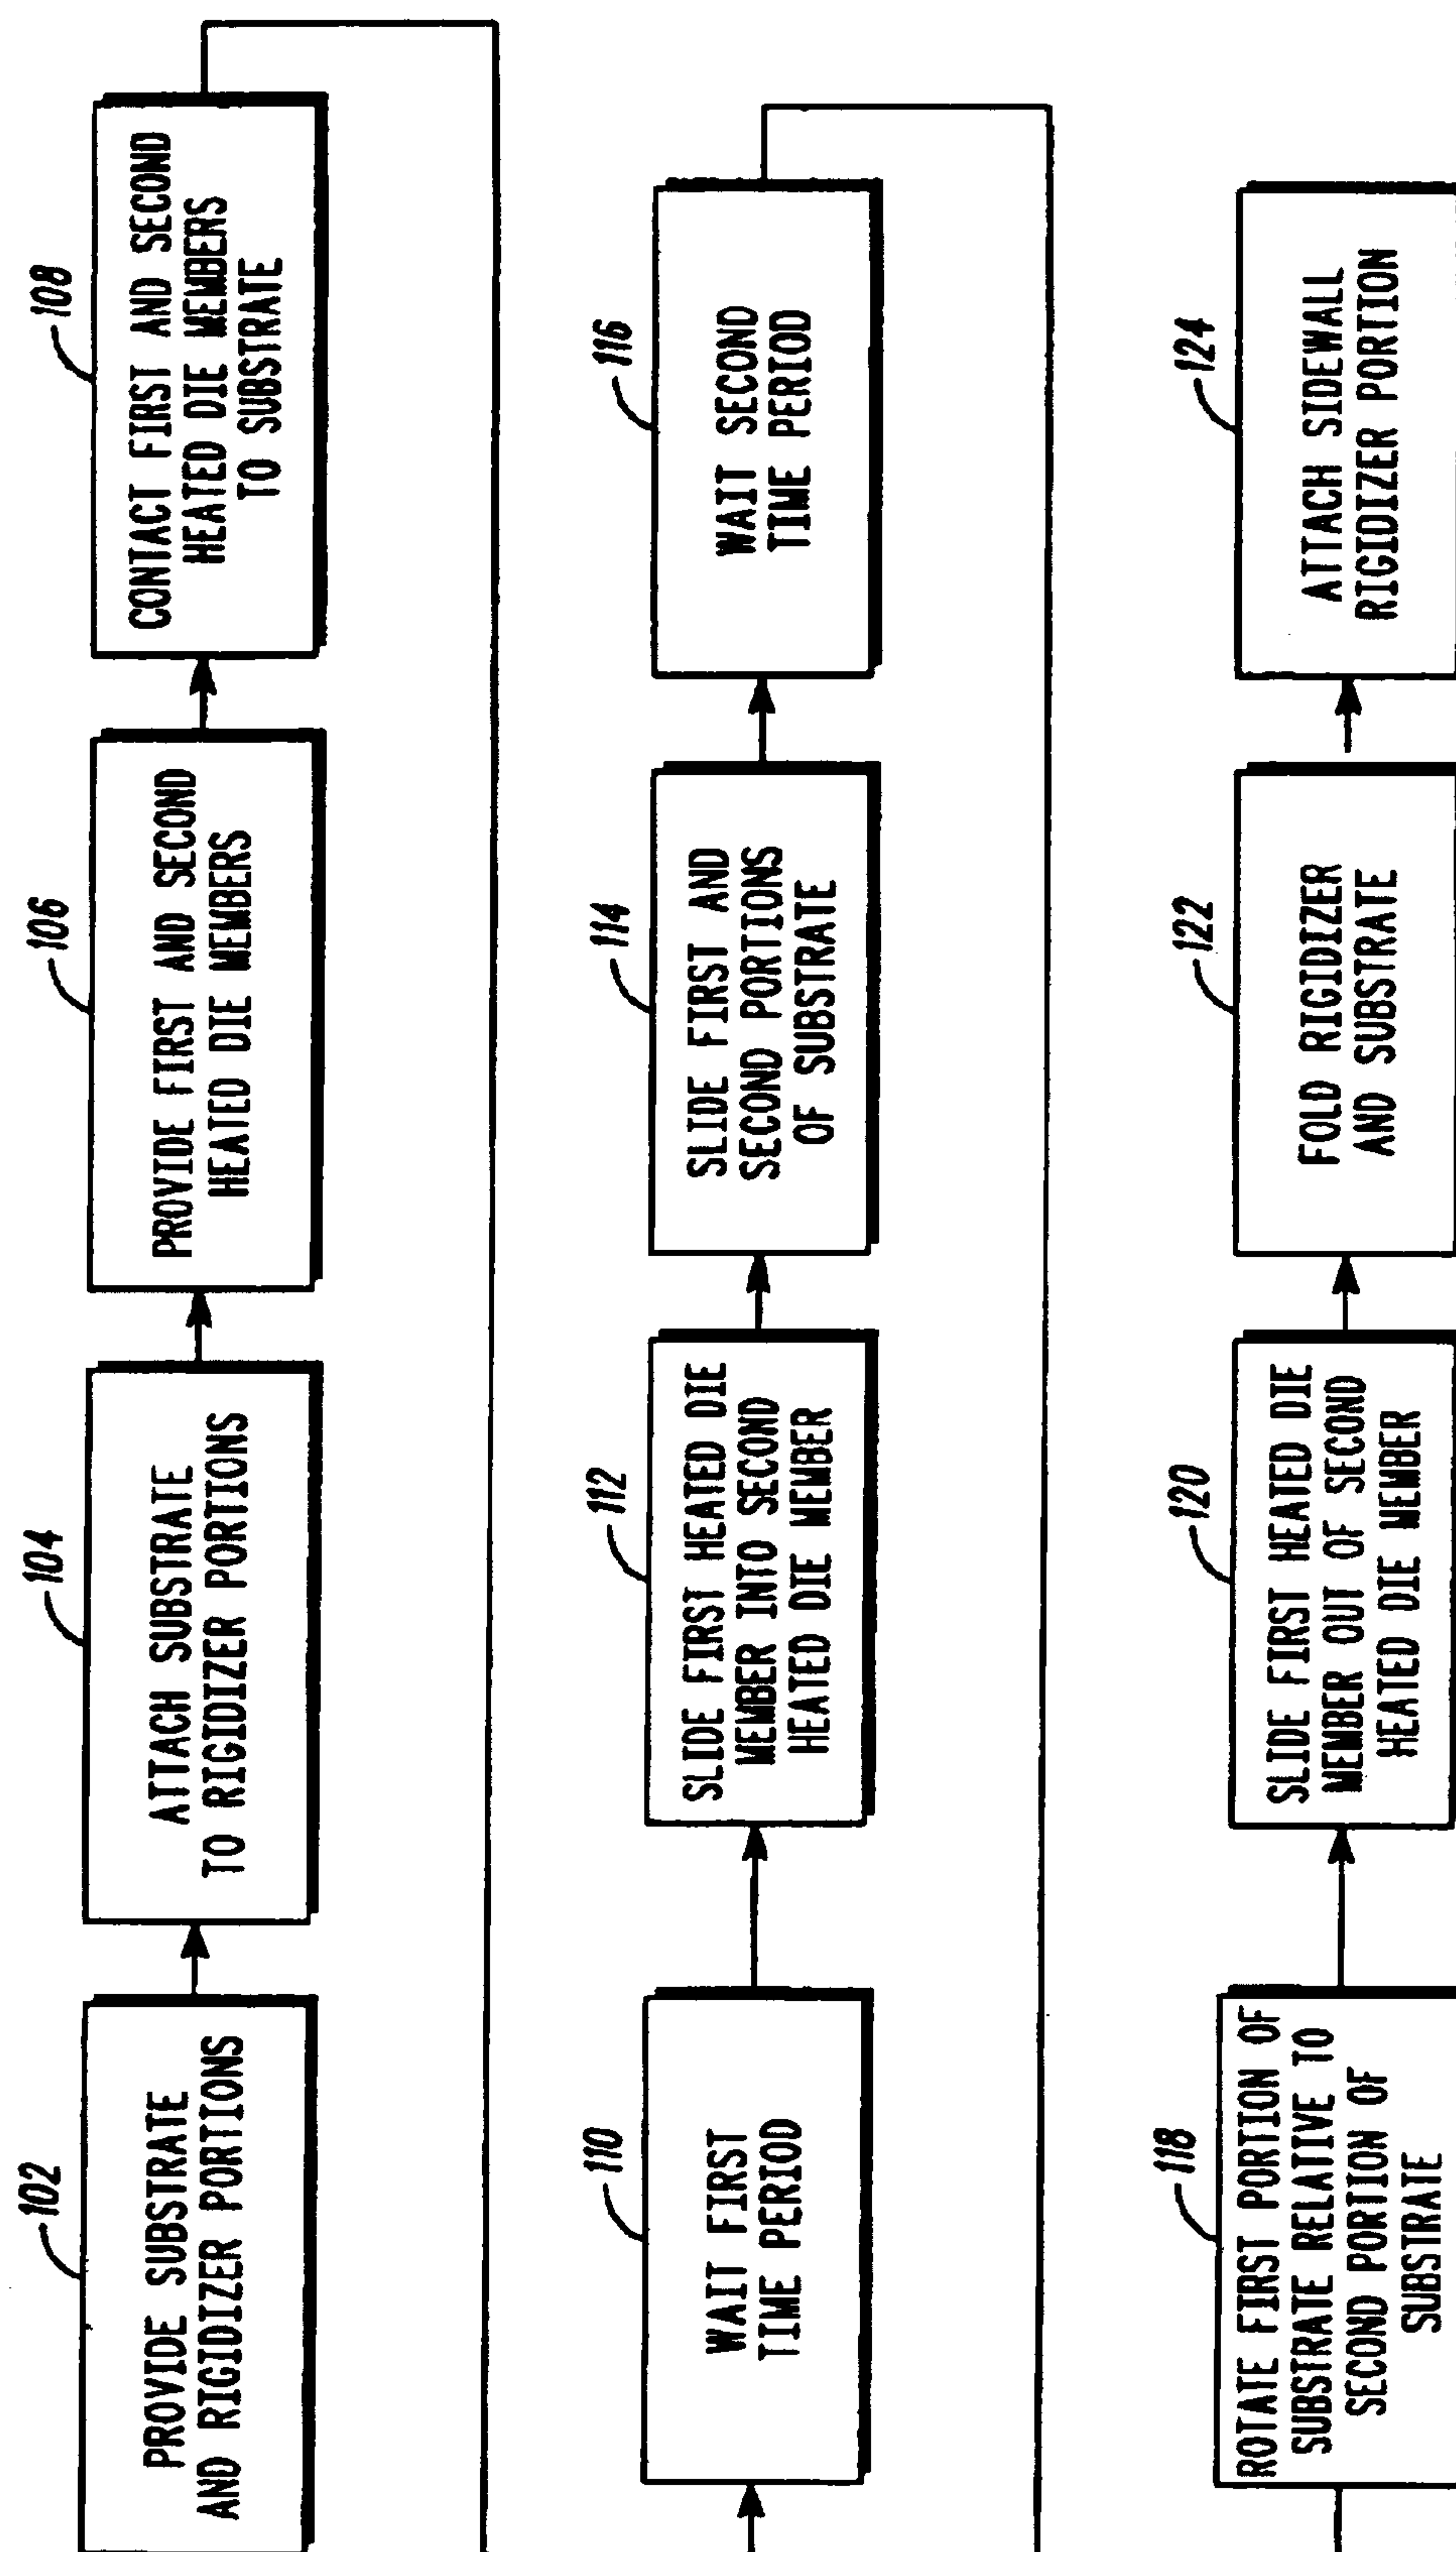 102
PROVIDE SUBSTRATE
AND RIGIDIZER PORTIONS
104
ATTACH SUBSTRATE
TO RIGIDIZER PORTIONS
106
PROVIDE FIRST AND SECOND
HEATED DIE MEMBERS
108
CONTACT FIRST AND SECOND
HEATED DIE MEMBERS
TO SUBSTRATE
110
WAIT FIRST
TIME PERIOD
112
SLIDE FIRST HEATED DIE
MEMBER INTO SECOND
HEATED DIE MEMBER
114
SLIDE FIRST AND
SECOND PORTIONS
OF SUBSTRATE
116
WAIT SECOND
TIME PERIOD
118
ROTATE FIRST PORTION OF
SUBSTRATE RELATIVE TO
SECOND PORTION OF
SUBSTRATE
120
SLIDE FIRST HEATED DIE
MEMBER OUT OF SECOND
HEATED DIE MEMBER
122
FOLD RIGIDIZER
AND SUBSTRATE
124
ATTACH SIDEWALL
RIGIDIZER PORTION